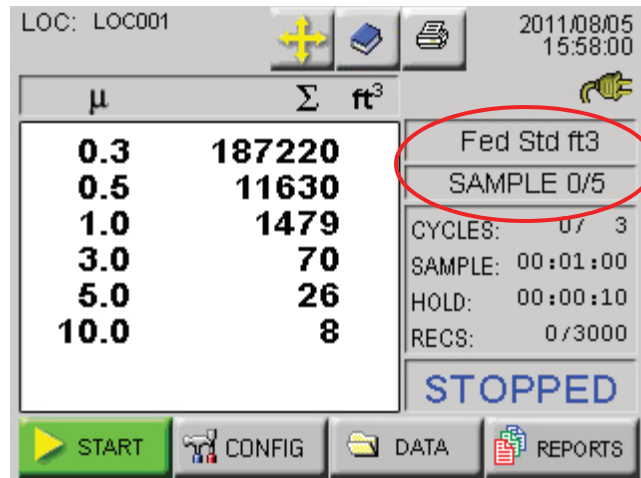 LOC: LOC001
2011/08/05
15:58:00
µ Σ ft³
0.3 187220
0.5 11630
1.0 1479
3.0 70
5.0 26
10.0 8
Fed Std ft3
SAMPLE 0/5
CYCLES: 0/ 3
SAMPLE: 00:01:00
HOLD: 00:00:10
RECS: 0/3000
STOPPED
START CONFIG DATA REPORTS